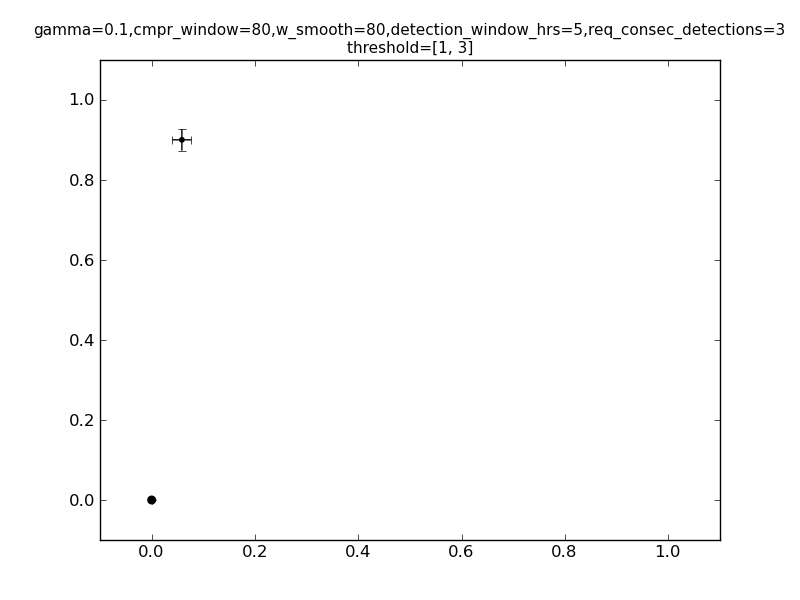 gamma=0.1,cmpr_window=80,w_smooth=80,detection_window_hrs=5,req_consec_detections=3
threshold=[1, 3]
1.0
0.8
0.6
0.4
0.2
0.0
0.0 0.2 0.4 0.6 0.8 1.0